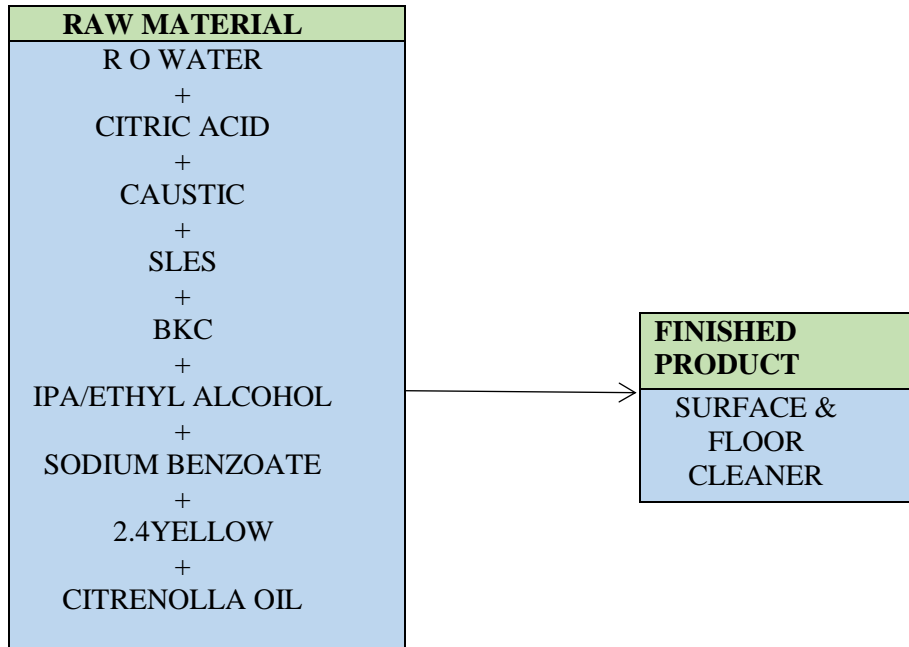 RAW MATERIAL
R O WATER
+
CITRIC ACID
+
CAUSTIC
+
SLES
+
BKC
+
IPA/ETHYL ALCOHOL
+
SODIUM BENZOATE
+
2.4YELLOW
+
CITRENOLLA OIL
FINISHED
PRODUCT
SURFACE &
FLOOR
CLEANER